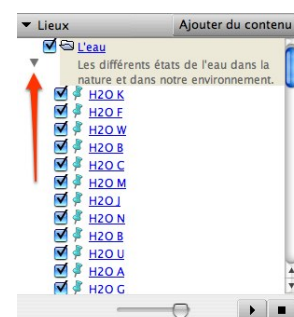 Lieux Ajouter du contenu
L'eau
Les différents états de l'eau dans la
nature et dans notre environnement.
H2O K
H2O F
H2O W
H2O B
H2O C
H2O M
H2O J
H2O N
H2O B
H2O U
H2O A
H2O G